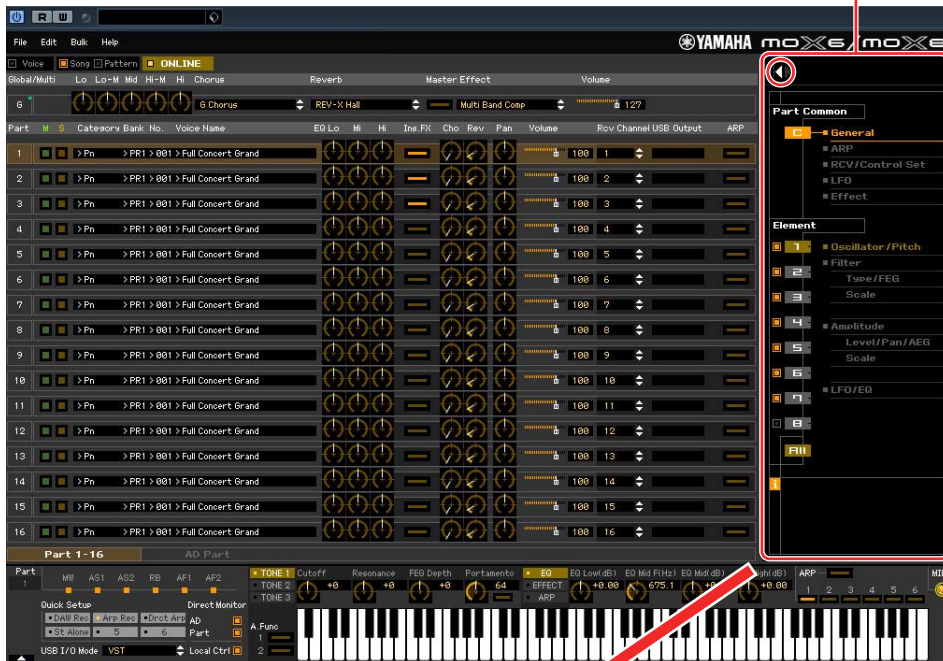 R W
File Edit Bulk Help
YAMAHA
Voice Song Pattern ONLINE
Global/Multi Lo Lo-M Mid Hi-M Hi Chorus Reverb Master Effect Volume
G G Chorus REV-X Hall Multi Band Comp 127
Part M S Category Bank No. Voice Name EQ Lo Mi Hi Ins.FX Cho Rev Pan Volume Rcv Channel USB Output ARP
1 > Pn > PR1 > 001 > Full Concert Grand 100 1
2 > Pn > PR1 > 001 > Full Concert Grand 100 2
3 > Pn > PR1 > 001 > Full Concert Grand 100 3
4 > Pn > PR1 > 001 > Full Concert Grand 100 4
5 > Pn > PR1 > 001 > Full Concert Grand 100 5
6 > Pn > PR1 > 001 > Full Concert Grand 100 6
7 > Pn > PR1 > 001 > Full Concert Grand 100 7
8 > Pn > PR1 > 001 > Full Concert Grand 100 8
9 > Pn > PR1 > 001 > Full Concert Grand 100 9
10 > Pn > PR1 > 001 > Full Concert Grand 100 10
11 > Pn > PR1 > 001 > Full Concert Grand 100 11
12 > Pn > PR1 > 001 > Full Concert Grand 100 12
13 > Pn > PR1 > 001 > Full Concert Grand 100 13
14 > Pn > PR1 > 001 > Full Concert Grand 100 14
15 > Pn > PR1 > 001 > Full Concert Grand 100 15
16 > Pn > PR1 > 001 > Full Concert Grand 100 16
Part 1-16 AD Part
Part Common
C General
ARP
RCV/Control Set
LFO
Effect
Element
1 Oscillator/Pitch
2 Filter
Type/FEG
3 Scale
4 Amplitude
5 Level/Pan/AEG
Scale
6
7 LFO/EQ
8
All
i
Part MW AS1 AS2 RB AF1 AF2 TONE 1 Cutoff Resonance FEG Depth Portamento EQ EQ Low(dB) EQ Mid F(Hz) EQ Mid(dB) ARP
1 TONE 2 +0 +0 +0 64 EFFECT +0.00 675.1 +0.00 1 2 3 4 5 6
TONE 3 ARP
Quick Setup Direct Monitor
DAW Rec Arp Rec Drct Arp AD A.Func
St Alone 5 6 Part 1
USB I/O Mode VST Local Ctrl 2